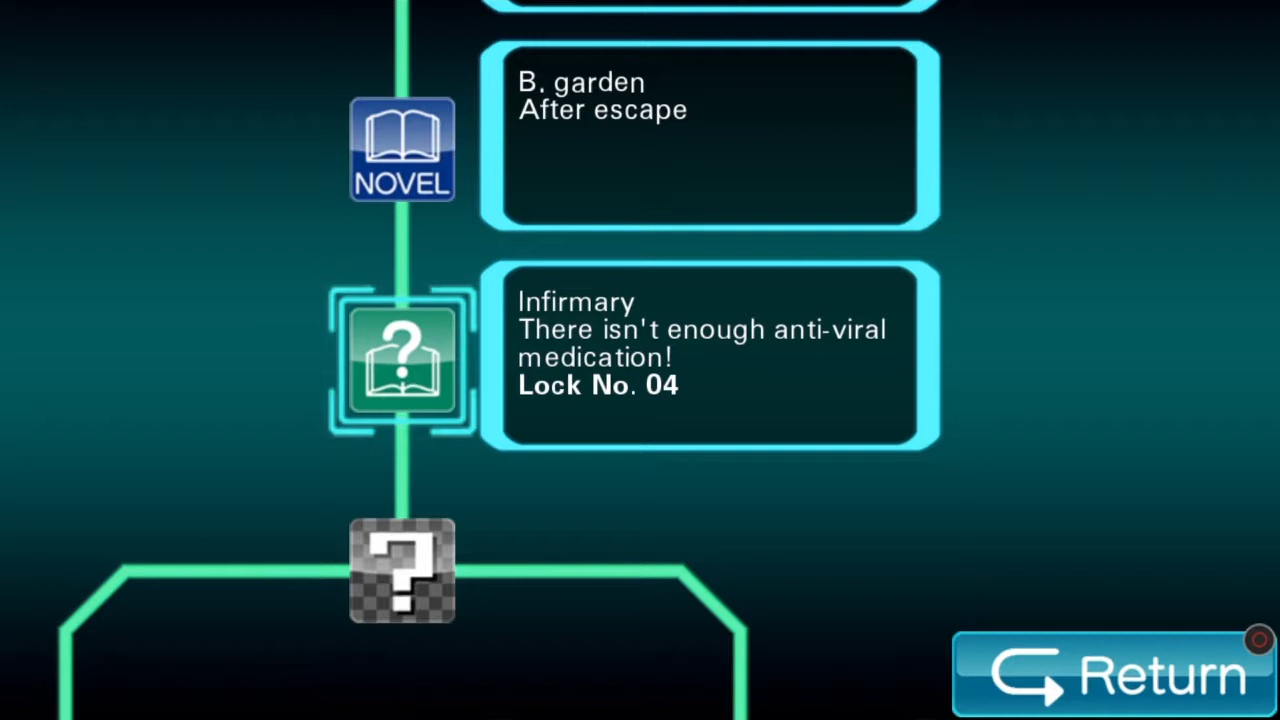 B. garden
After escape
NOVEL
Infirmary
There isn't enough anti-viral
medication!
Lock No. 04
?
?
Return